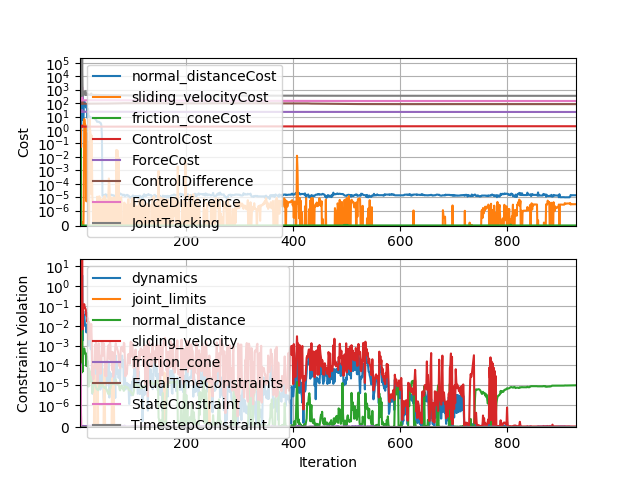 Cost
10^5
10^4
10^3
10^2
10^1
10^0
10^-1
10^-2
10^-3
10^-4
10^-5
10^-6
0
normal_distanceCost
sliding_velocityCost
friction_coneCost
ControlCost
ForceCost
ControlDifference
ForceDifference
JointTracking
200 400 600 800
Constraint Violation
10^1
10^0
10^-1
10^-2
10^-3
10^-4
10^-5
10^-6
0
dynamics
joint_limits
normal_distance
sliding_velocity
friction_cone
EqualTimeConstraints
StateConstraint
TimestepConstraint
200 400 600 800
Iteration